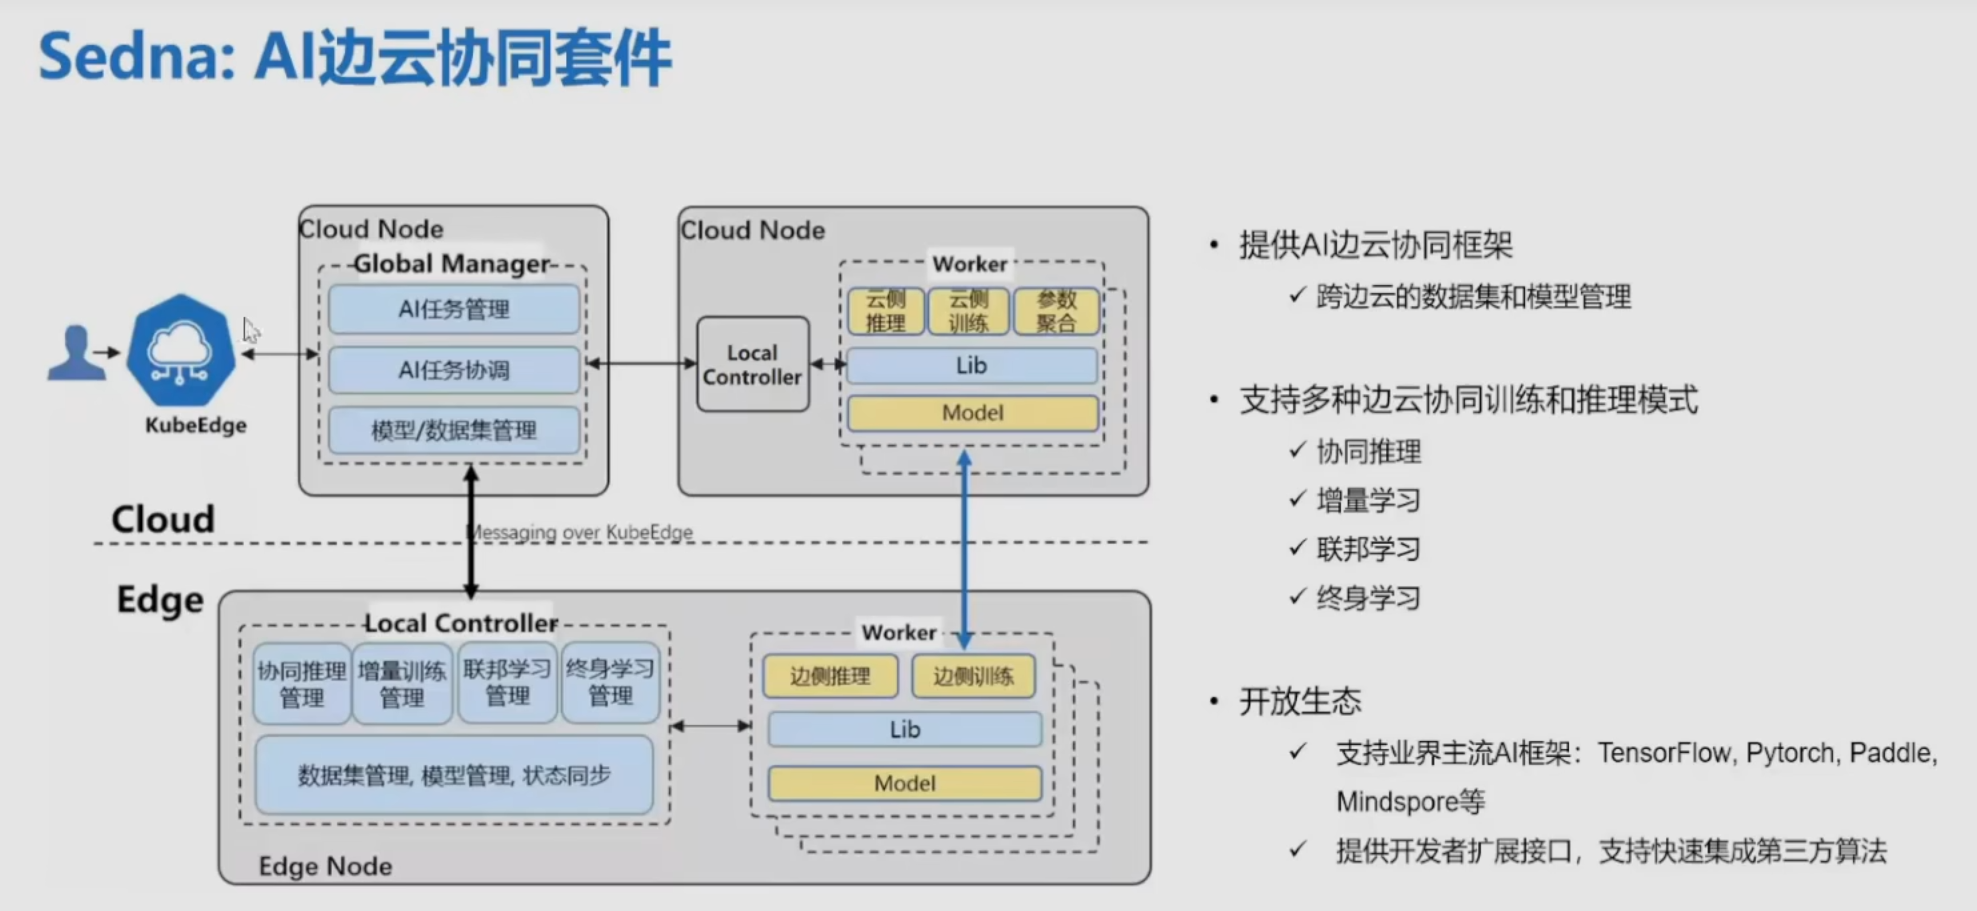 Sedna: AI边云协同套件
Cloud Node
Global Manager
AI任务管理
AI任务协调
模型/数据集管理
KubeEdge
Cloud Node
Local
Controller
Worker
云侧
推理
云侧
训练
参数
聚合
Lib
Model
Cloud
Messaging over KubeEdge
Edge
Local Controller
协同推理
管理
增量训练
管理
联邦学习
管理
终身学习
管理
数据集管理, 模型管理, 状态同步
Edge Node
Worker
边侧推理
边侧训练
Lib
Model
• 提供AI边云协同框架
✓ 跨边云的数据集和模型管理
• 支持多种边云协同训练和推理模式
✓ 协同推理
✓ 增量学习
✓ 联邦学习
✓ 终身学习
• 开放生态
✓ 支持业界主流AI框架：TensorFlow, Pytorch, Paddle,
Mindspore等
✓ 提供开发者扩展接口，支持快速集成第三方算法